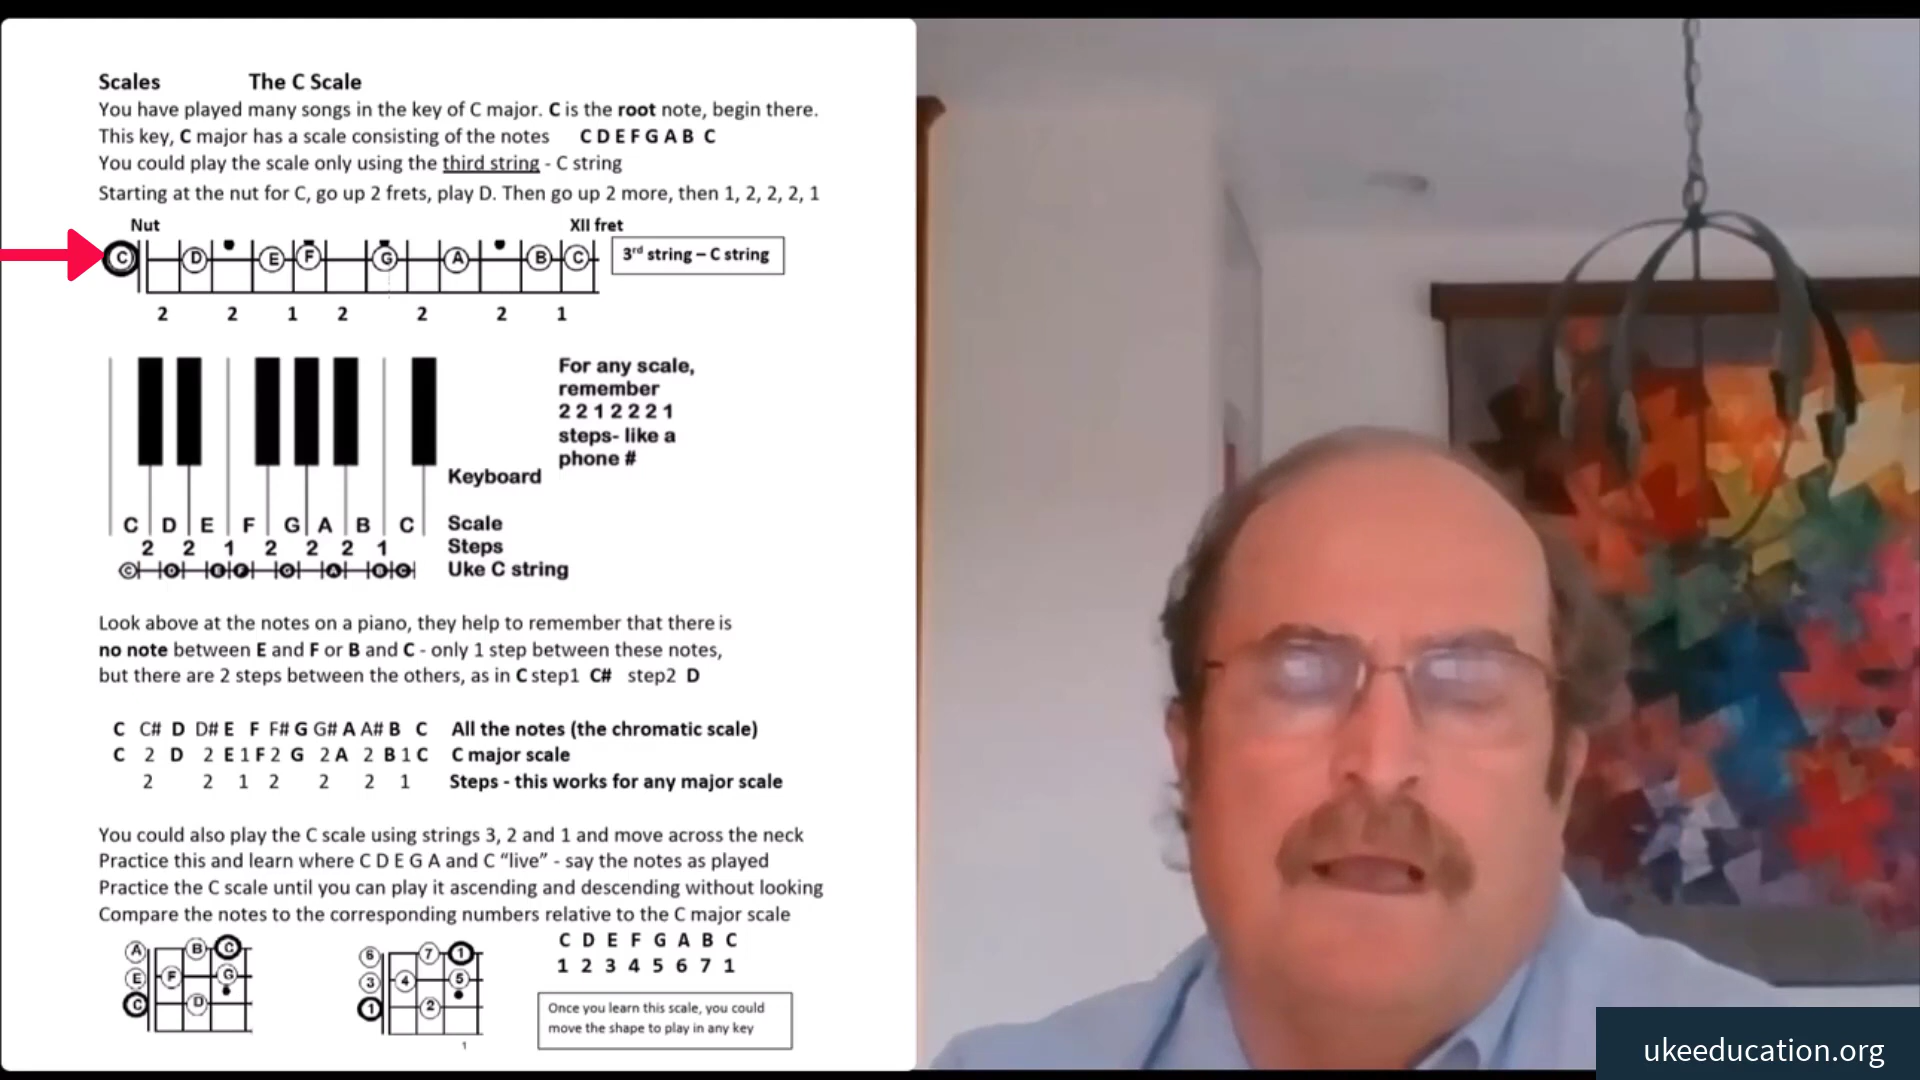 Scales The C Scale
You have played many songs in the key of C major. C is the root note, begin there.
This key, C major has a scale consisting of the notes C D E F G A B C
You could play the scale only using the third string - C string
Starting at the nut for C, go up 2 frets, play D. Then go up 2 more, then 1, 2, 2, 2, 1
Nut XII fret
C D E F G A B C 3rd string – C string
2 2 1 2 2 2 1
For any scale,
remember
2 2 1 2 2 2 1
steps- like a
phone #
Keyboard
C D E F G A B C Scale
2 2 1 2 2 2 1 Steps
C D E F G A B C Uke C string
Look above at the notes on a piano, they help to remember that there is
no note between E and F or B and C - only 1 step between these notes,
but there are 2 steps between the others, as in C step1 C# step2 D
C C# D D# E F F# G G# A A# B C All the notes (the chromatic scale)
C 2 D 2 E 1 F 2 G 2 A 2 B 1 C C major scale
2 2 1 2 2 2 1 Steps - this works for any major scale
You could also play the C scale using strings 3, 2 and 1 and move across the neck
Practice this and learn where C D E G A and C “live” - say the notes as played
Practice the C scale until you can play it ascending and descending without looking
Compare the notes to the corresponding numbers relative to the C major scale
A B C
E F G
C D
6 7 1
3 4 5
1 2
C D E F G A B C
1 2 3 4 5 6 7 1
Once you learn this scale, you could
move the shape to play in any key
1
ukeeducation.org